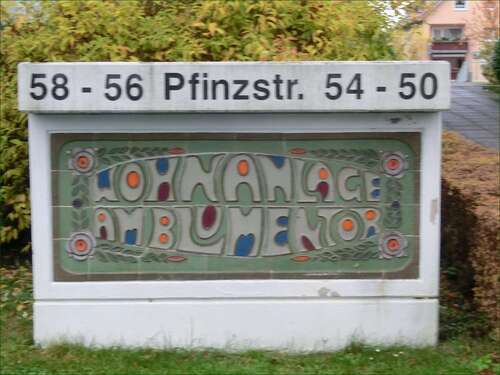 58 - 56 Pfinzstr. 54 - 50
WOHNANLAGE
AM BLUMENTOR